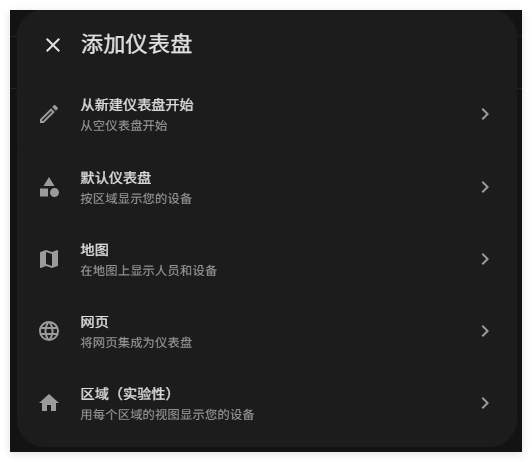 添加仪表盘
从新建仪表盘开始
从空仪表盘开始
默认仪表盘
按区域显示您的设备
地图
在地图上显示人员和设备
网页
将网页集成为仪表盘
区域（实验性）
用每个区域的视图显示您的设备